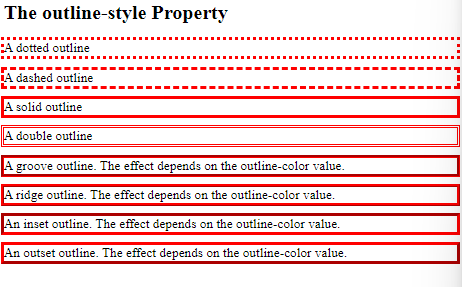 The outline-style Property
A dotted outline
A dashed outline
A solid outline
A double outline
A groove outline. The effect depends on the outline-color value.
A ridge outline. The effect depends on the outline-color value.
An inset outline. The effect depends on the outline-color value.
An outset outline. The effect depends on the outline-color value.